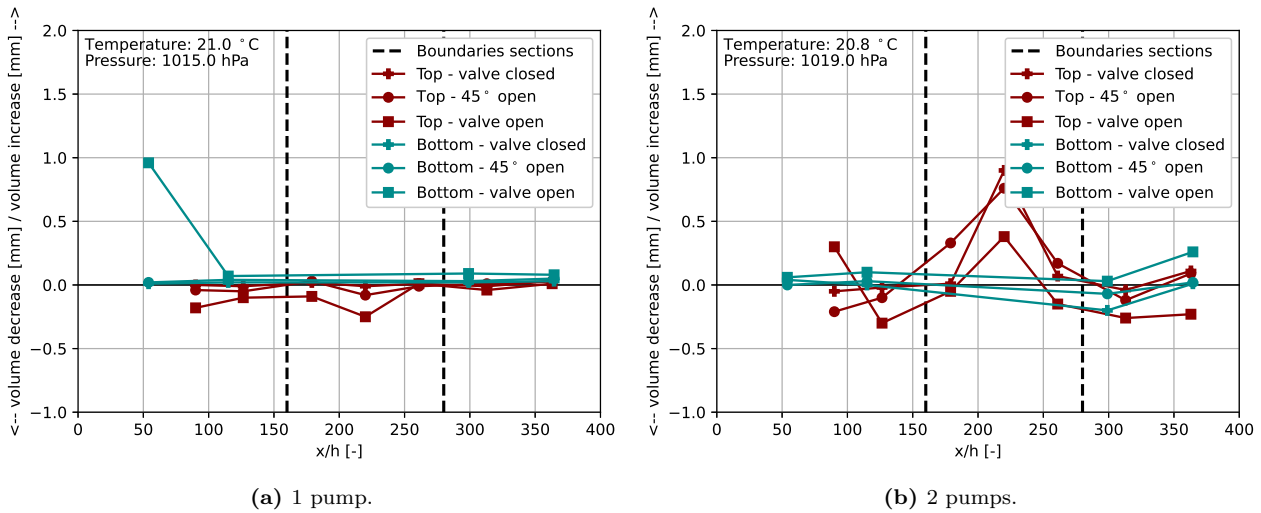 <-- volume decrease [mm] / volume increase [mm] -->
2.0
1.5
1.0
0.5
0.0
−0.5
−1.0
Temperature: 21.0 °C
Pressure: 1015.0 hPa
Boundaries sections
Top - valve closed
Top - 45° open
Top - valve open
Bottom - valve closed
Bottom - 45° open
Bottom - valve open
0 50 100 150 200 250 300 350 400
x/h [-]
(a) 1 pump.
<-- volume decrease [mm] / volume increase [mm] -->
2.0
1.5
1.0
0.5
0.0
−0.5
−1.0
Temperature: 20.8 °C
Pressure: 1019.0 hPa
Boundaries sections
Top - valve closed
Top - 45° open
Top - valve open
Bottom - valve closed
Bottom - 45° open
Bottom - valve open
0 50 100 150 200 250 300 350 400
x/h [-]
(b) 2 pumps.